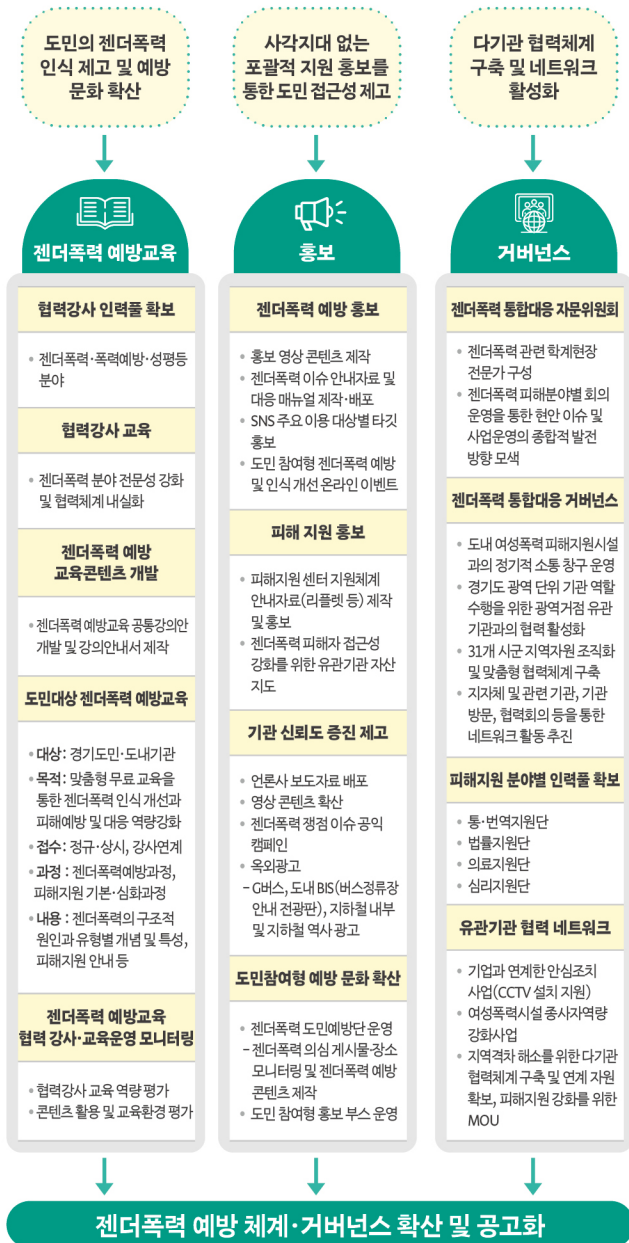 도민의 젠더폭력
인식 제고 및 예방
문화 확산
젠더폭력 예방교육
협력강사 인력풀 확보
• 젠더폭력·폭력예방·성평등
분야
협력강사 교육
• 젠더폭력 분야 전문성 강화
및 협력체계 내실화
젠더폭력 예방
교육콘텐츠 개발
• 젠더폭력 예방교육 공통강의안
개발 및 강의안내서 제작
도민대상 젠더폭력 예방교육
• 대상: 경기도민·도내기관
• 목적: 맞춤형 무료 교육을
통한 젠더폭력 인식 개선과
피해예방 및 대응 역량강화
• 접수: 정규·상시, 강사연계
• 과정 : 젠더폭력예방과정,
피해지원 기본·심화과정
• 내용 : 젠더폭력의 구조적
원인과 유형별 개념 및 특성,
피해지원 안내 등
젠더폭력 예방교육
협력 강사·교육운영 모니터링
• 협력강사 교육 역량 평가
• 콘텐츠 활용 및 교육환경 평가
사각지대 없는
포괄적 지원 홍보를
통한 도민 접근성 제고
홍보
젠더폭력 예방 홍보
• 홍보 영상 콘텐츠 제작
• 젠더폭력 이슈 안내자료 및
대응 매뉴얼 제작·배포
• SNS 주요 이용 대상별 타깃
홍보
• 도민 참여형 젠더폭력 예방
및 인식 개선 온라인 이벤트
피해 지원 홍보
• 피해지원 센터 지원체계
안내자료(리플렛 등) 제작
및 홍보
• 젠더폭력 피해자 접근성
강화를 위한 유관기관 자산
지도
기관 신뢰도 증진 제고
• 언론사 보도자료 배포
• 영상 콘텐츠 확산
• 젠더폭력 쟁점 이슈 공익
캠페인
• 옥외광고
– G버스, 도내 BIS(버스정류장
안내 전광판), 지하철 내부
및 지하철 역사 광고
도민참여형 예방 문화 확산
• 젠더폭력 도민예방단 운영
– 젠더폭력 의심 게시물·장소
모니터링 및 젠더폭력 예방
콘텐츠 제작
• 도민 참여형 홍보 부스 운영
다기관 협력체계
구축 및 네트워크
활성화
거버넌스
젠더폭력 통합대응 자문위원회
• 젠더폭력 관련 학계현장
전문가 구성
• 젠더폭력 피해분야별 회의
운영을 통한 현안 이슈 및
사업운영의 종합적 발전
방향 모색
젠더폭력 통합대응 거버넌스
• 도내 여성폭력 피해지원시설
과의 정기적 소통 창구 운영
• 경기도 광역 단위 기관 역할
수행을 위한 광역거점 유관
기관과의 협력 활성화
• 31개 시군 지역자원 조직화
및 맞춤형 협력체계 구축
• 지자체 및 관련 기관, 기관
방문, 협력회의 등을 통한
네트워크 활동 추진
피해지원 분야별 인력풀 확보
• 통·번역지원단
• 법률지원단
• 의료지원단
• 심리지원단
유관기관 협력 네트워크
• 기업과 연계한 안심조치
사업(CCTV 설치 지원)
• 여성폭력시설 종사자역량
강화사업
• 지역격차 해소를 위한 다기관
협력체계 구축 및 연계 자원
확보, 피해지원 강화를 위한
MOU
젠더폭력 예방 체계·거버넌스 확산 및 공고화